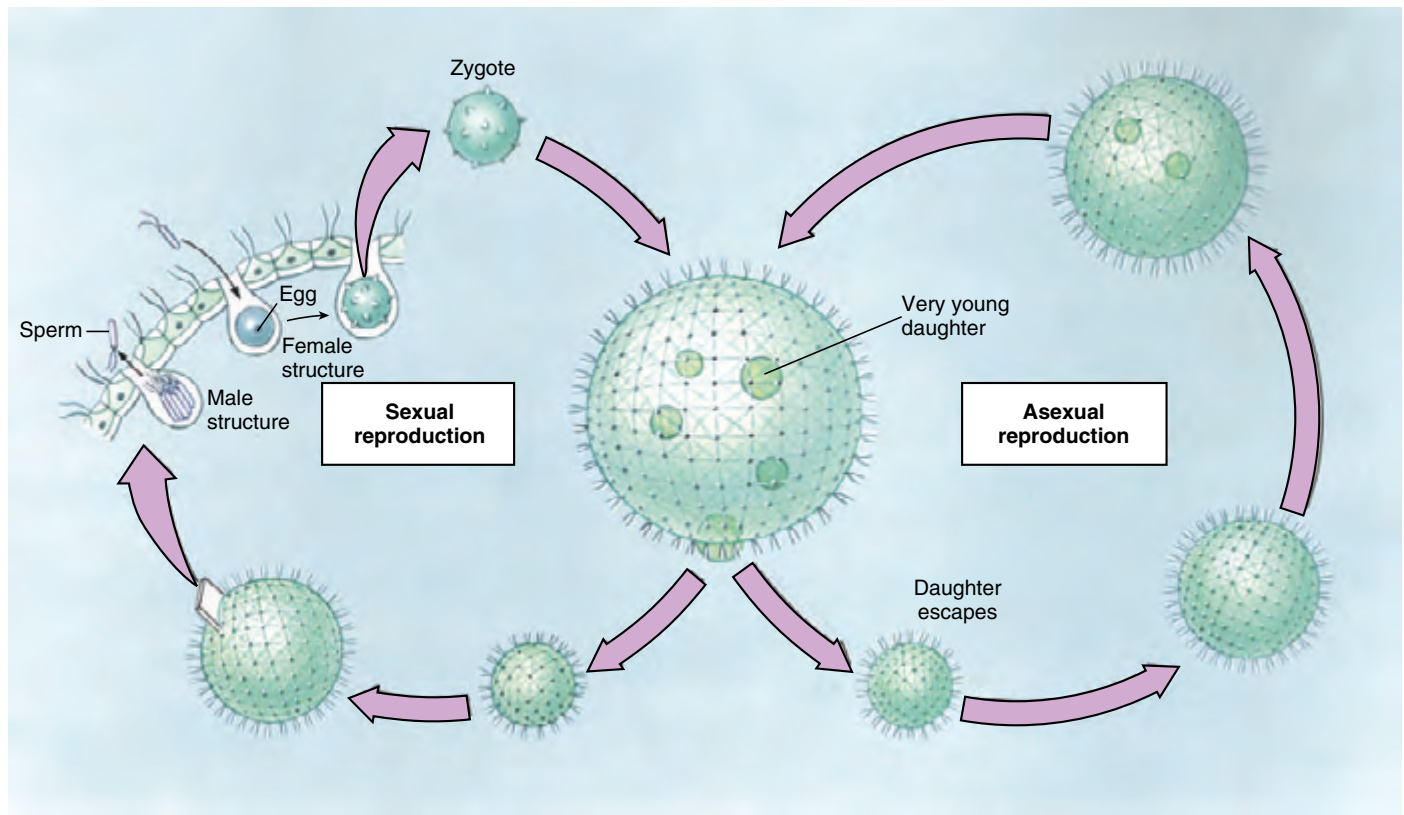 Zygote
Egg
Sperm
Female
structure
Male
structure
Sexual
reproduction
Very young
daughter
Asexual
reproduction
Daughter
escapes